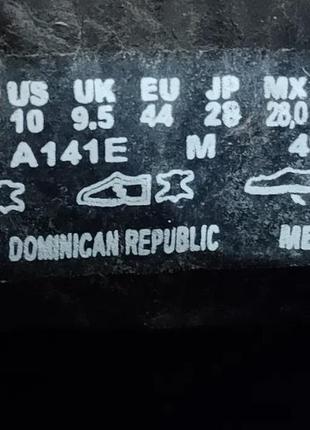 US UK EU JP MX
10 9.5 44 28 28,0
A141E M 4
DOMINICAN REPUBLIC ME